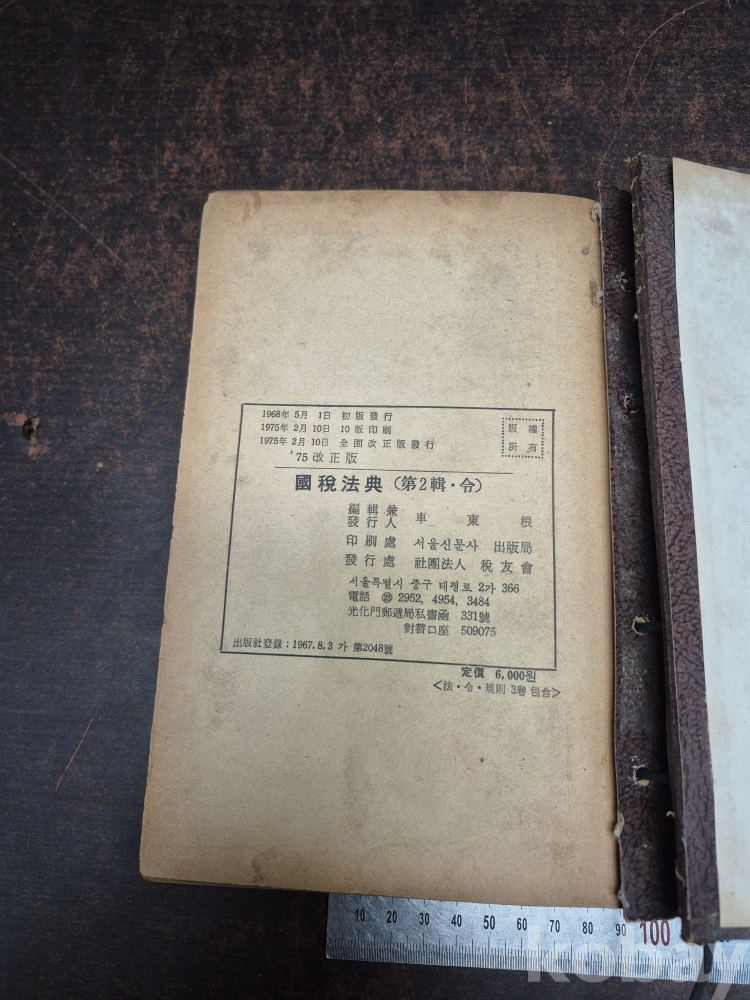 1968年 5月 1日 初版發行
1975年 2月 10日 10版印刷
1975年 2月 10日 全面改正版發行
'75 改正版
版權
所有
國稅法典 (第2輯·令)
編輯兼
發行人 車東根
印刷處 서울신문사 出版局
發行處 社團法人 稅友會
서울특별시 중구 태평로 2가 366
電話 ㉓ 2952, 4954, 3484
光化門郵遞局私書函 331號
對替口座 509075
出版社登錄 : 1967. 8. 3 가 第2048號
定價 6,000원
<法·令·規則 3卷 包含>
10 20 30 40 50 60 70 80 90 100
kobay